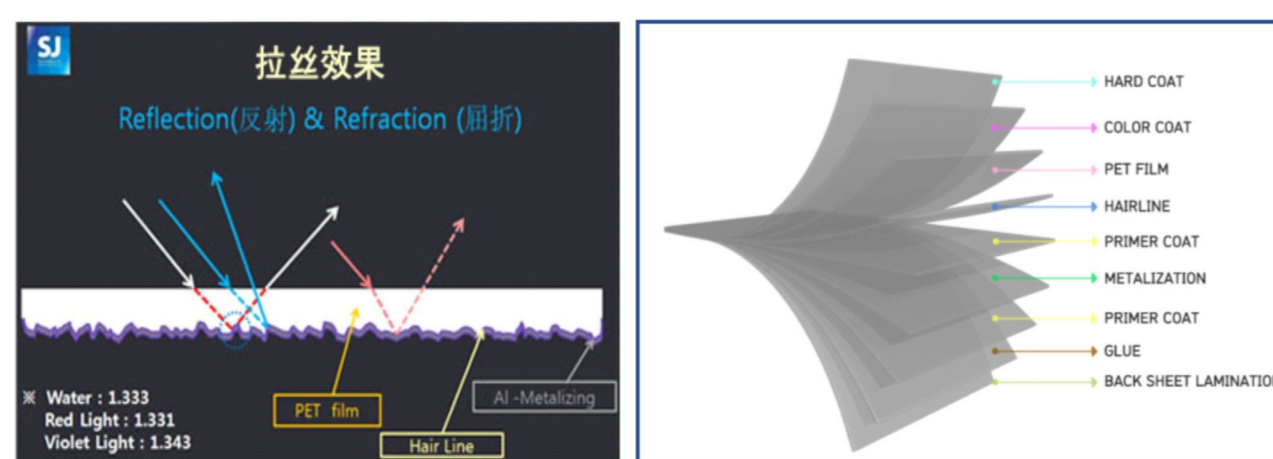 SJ
拉丝效果
Reflection(反射) & Refraction (屈折)
PET film
Al -Metalizing
Hair Line
※ Water : 1.333
Red Light : 1.331
Violet Light : 1.343
HARD COAT
COLOR COAT
PET FILM
HAIRLINE
PRIMER COAT
METALIZATION
PRIMER COAT
GLUE
BACK SHEET LAMINATION